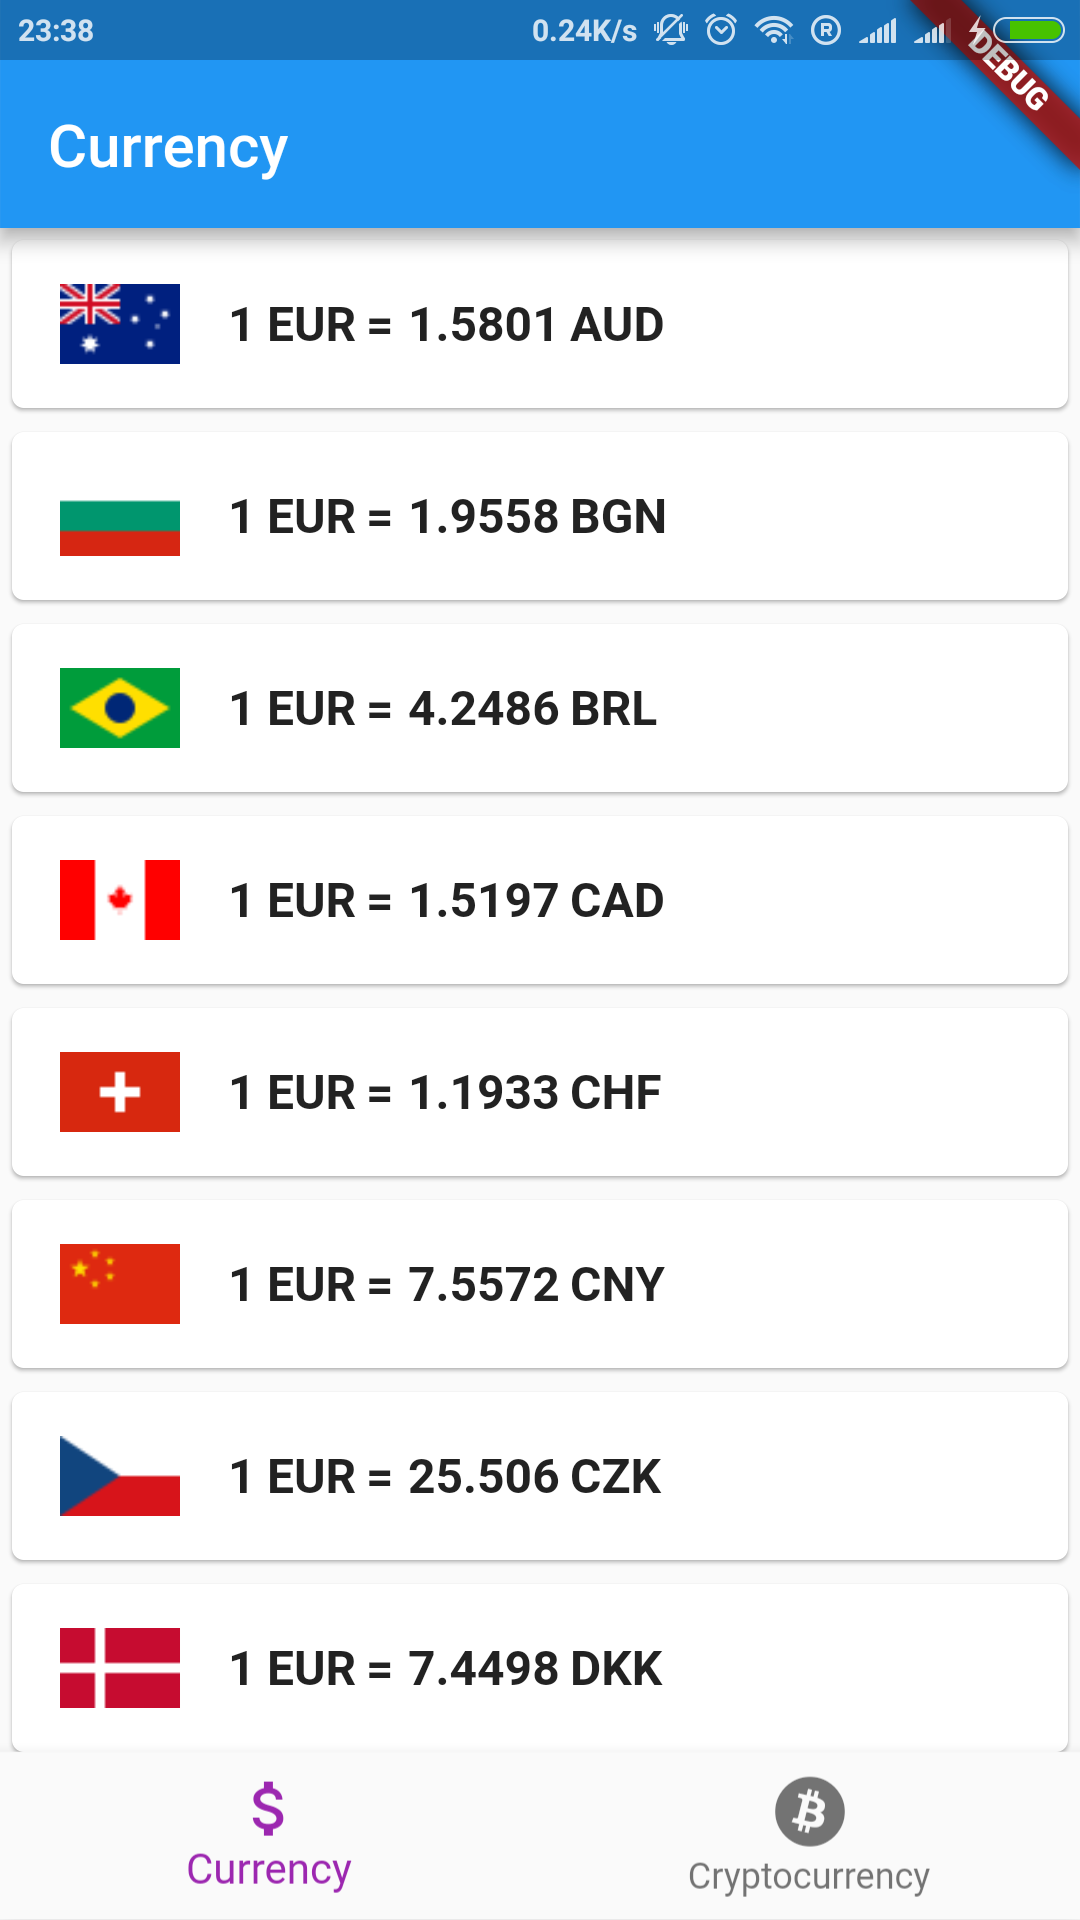 23:38 0.24K/s R
DEBUG
Currency
1 EUR = 1.5801 AUD
1 EUR = 1.9558 BGN
1 EUR = 4.2486 BRL
1 EUR = 1.5197 CAD
1 EUR = 1.1933 CHF
1 EUR = 7.5572 CNY
1 EUR = 25.506 CZK
1 EUR = 7.4498 DKK
Currency
Cryptocurrency